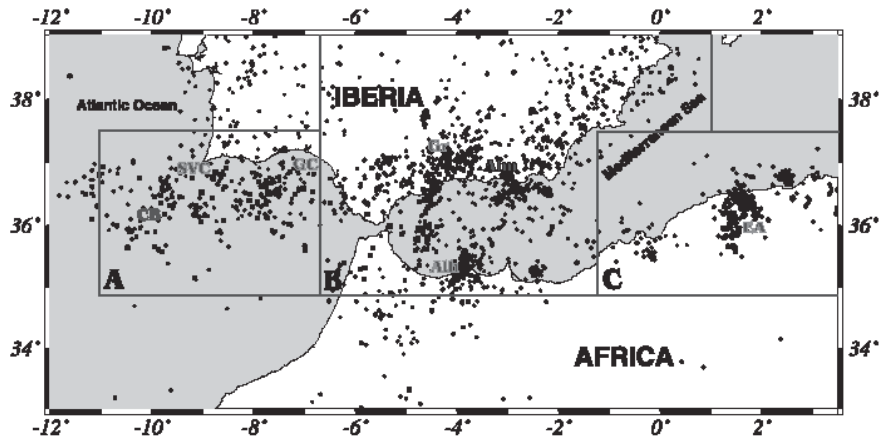 -12° -10° -8° -6° -4° -2° 0° 2°
38° 38°
IBERIA
Atlantic Ocean
Mediterranean Sea
Gr
SVC GC Alm
36° 36°
GB
EA
Alh
A B C
34° 34°
AFRICA
-12° -10° -8° -6° -4° -2° 0° 2°